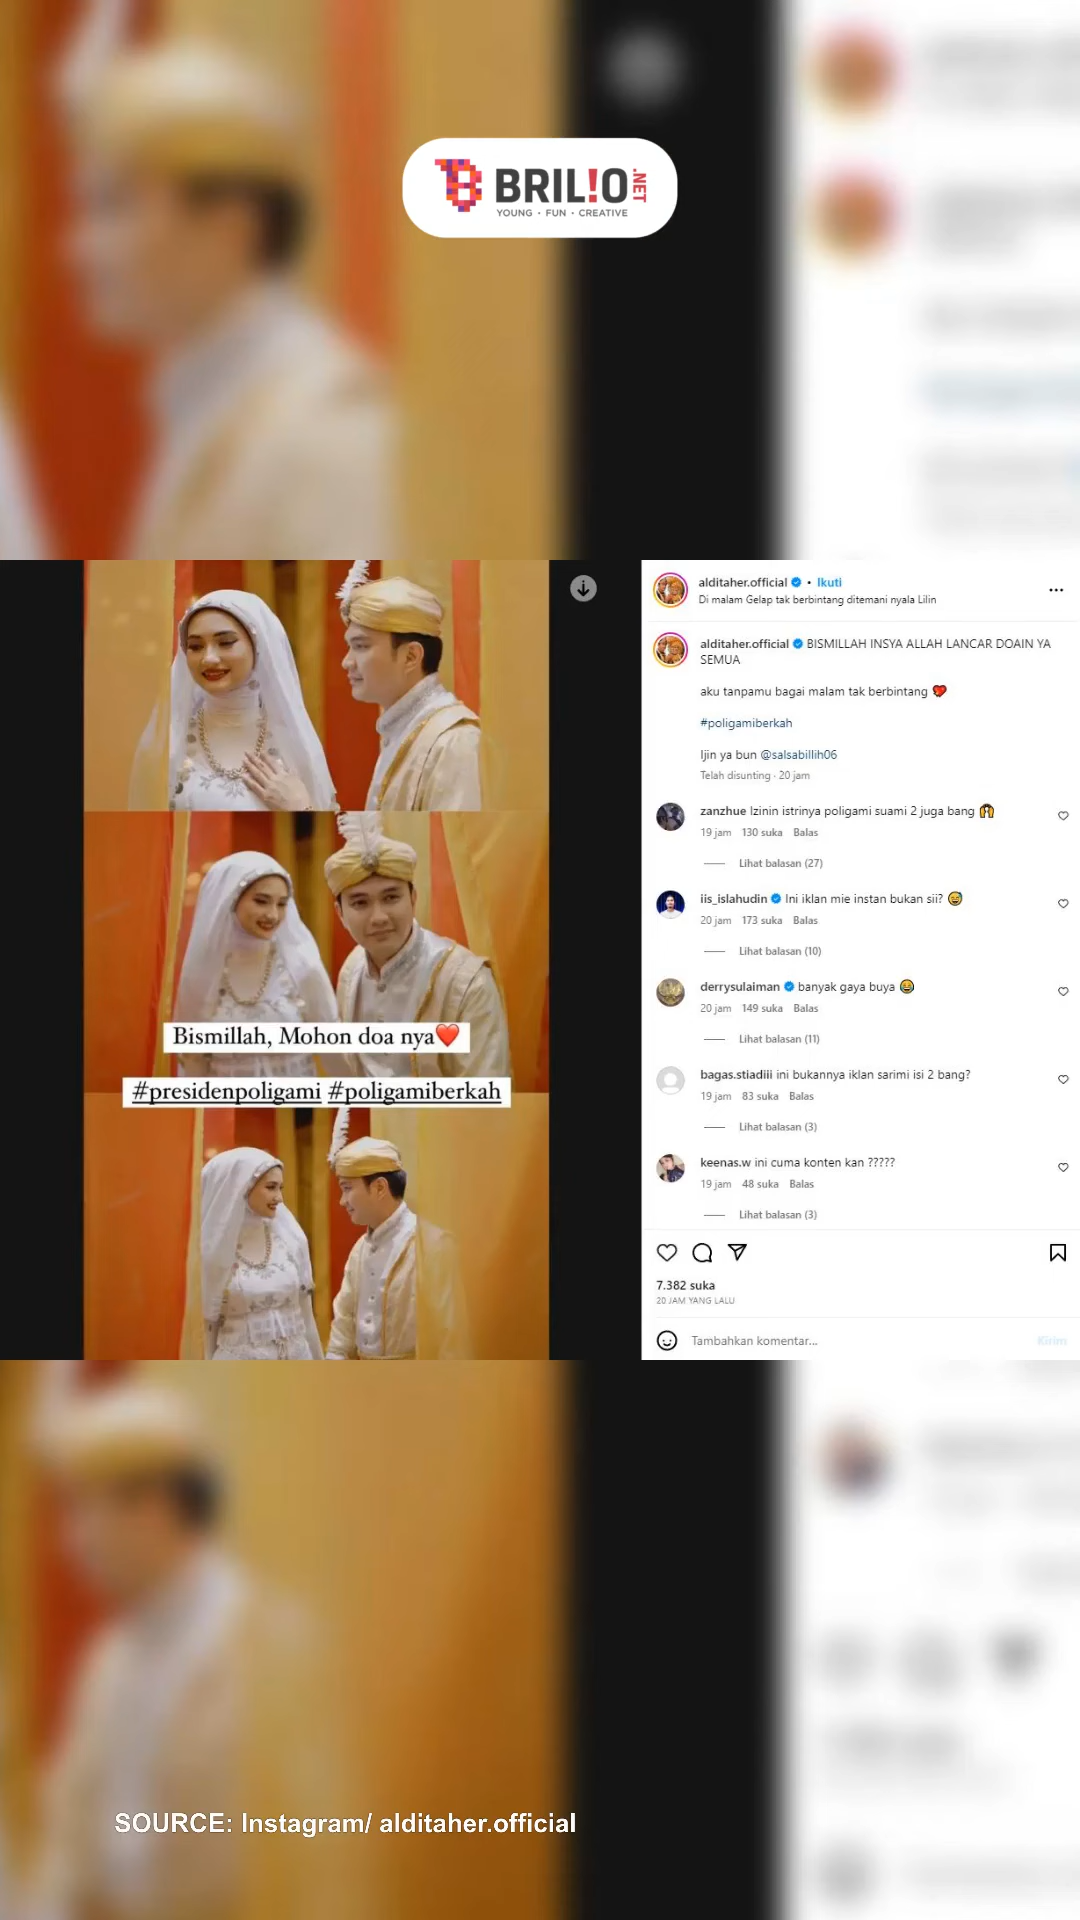 BRIL!O.NET
YOUNG · FUN · CREATIVE
Bismillah, Mohon doa nya❤️
#presidenpoligami #poligamiberkah
alditaher.official • Ikuti
Di malam Gelap tak berbintang ditemani nyala Lilin
alditaher.official BISMILLAH INSYA ALLAH LANCAR DOAIN YA
SEMUA
aku tanpamu bagai malam tak berbintang ❤️
#poligamiberkah
Ijin ya bun @salsabillih06
Telah disunting · 20 jam
zanzhue Izinin istrinya poligami suami 2 juga bang 🙌
19 jam 130 suka Balas
Lihat balasan (27)
iis_islahudin Ini iklan mie instan bukan sii? 😅
20 jam 173 suka Balas
Lihat balasan (10)
derrysulaiman banyak gaya buya 😂
20 jam 149 suka Balas
Lihat balasan (11)
bagas.stiadiii ini bukannya iklan sarimi isi 2 bang?
19 jam 83 suka Balas
Lihat balasan (3)
keenas.w ini cuma konten kan ?????
19 jam 48 suka Balas
Lihat balasan (3)
7.382 suka
20 JAM YANG LALU
Tambahkan komentar...
Kirim
SOURCE: Instagram/ alditaher.official